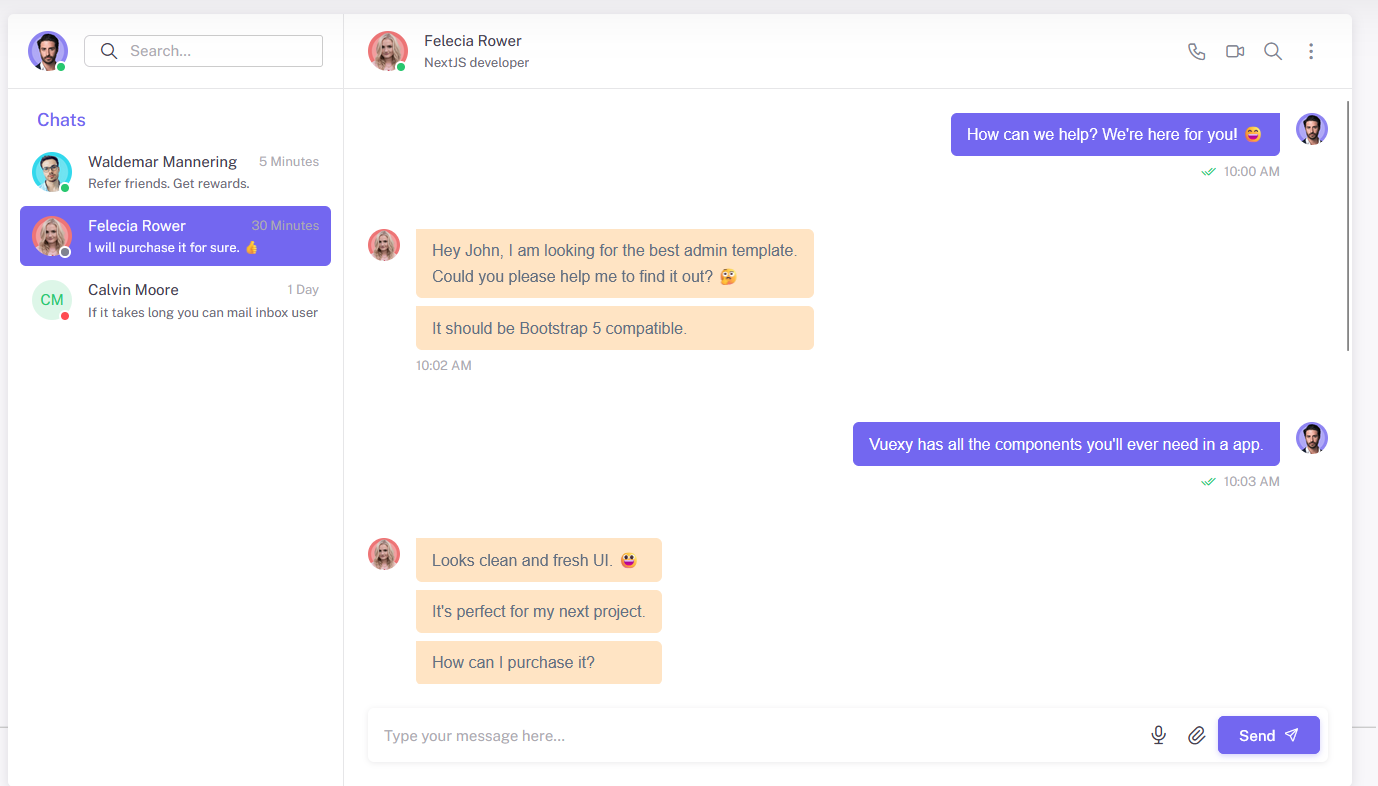 Search...
Chats
Waldemar Mannering 5 Minutes
Refer friends. Get rewards.
Felecia Rower 30 Minutes
I will purchase it for sure. 👍
CM
Calvin Moore 1 Day
If it takes long you can mail inbox user
Felecia Rower
NextJS developer
How can we help? We're here for you! 😄
10:00 AM
Hey John, I am looking for the best admin template.
Could you please help me to find it out? 🤔
It should be Bootstrap 5 compatible.
10:02 AM
Vuexy has all the components you'll ever need in a app.
10:03 AM
Looks clean and fresh UI. 😃
It's perfect for my next project.
How can I purchase it?
Type your message here...
Send